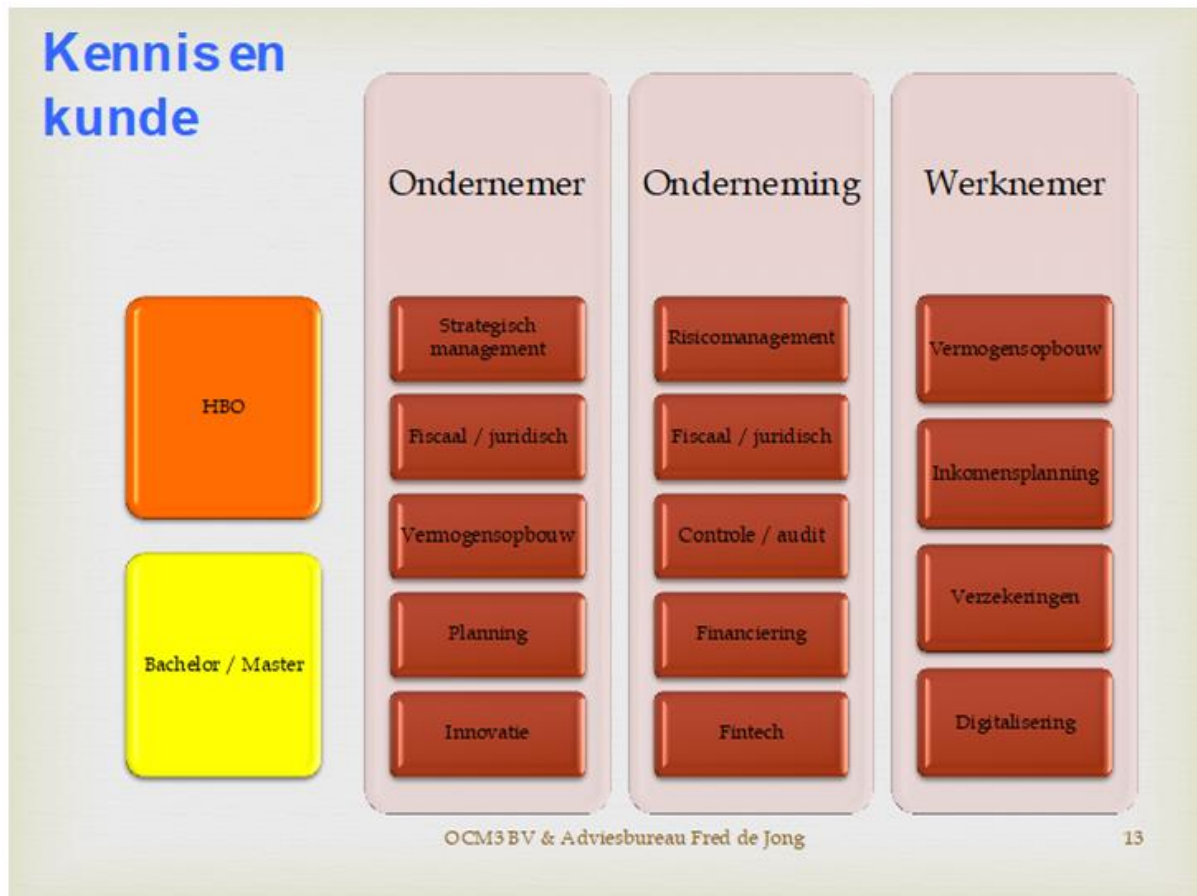 Kennis en
kunde
Ondernemer
Onderneming
Werknemer
HBO
Bachelor / Master
Strategisch
management
Fiscaal / juridisch
Vermogensopbouw
Planning
Innovatie
Risicomanagement
Fiscaal / juridisch
Controle / audit
Financiering
Fintech
Vermogensopbouw
Inkomensplanning
Verzekeringen
Digitalisering
OCM3 BV & Adviesbureau Fred de Jong
13